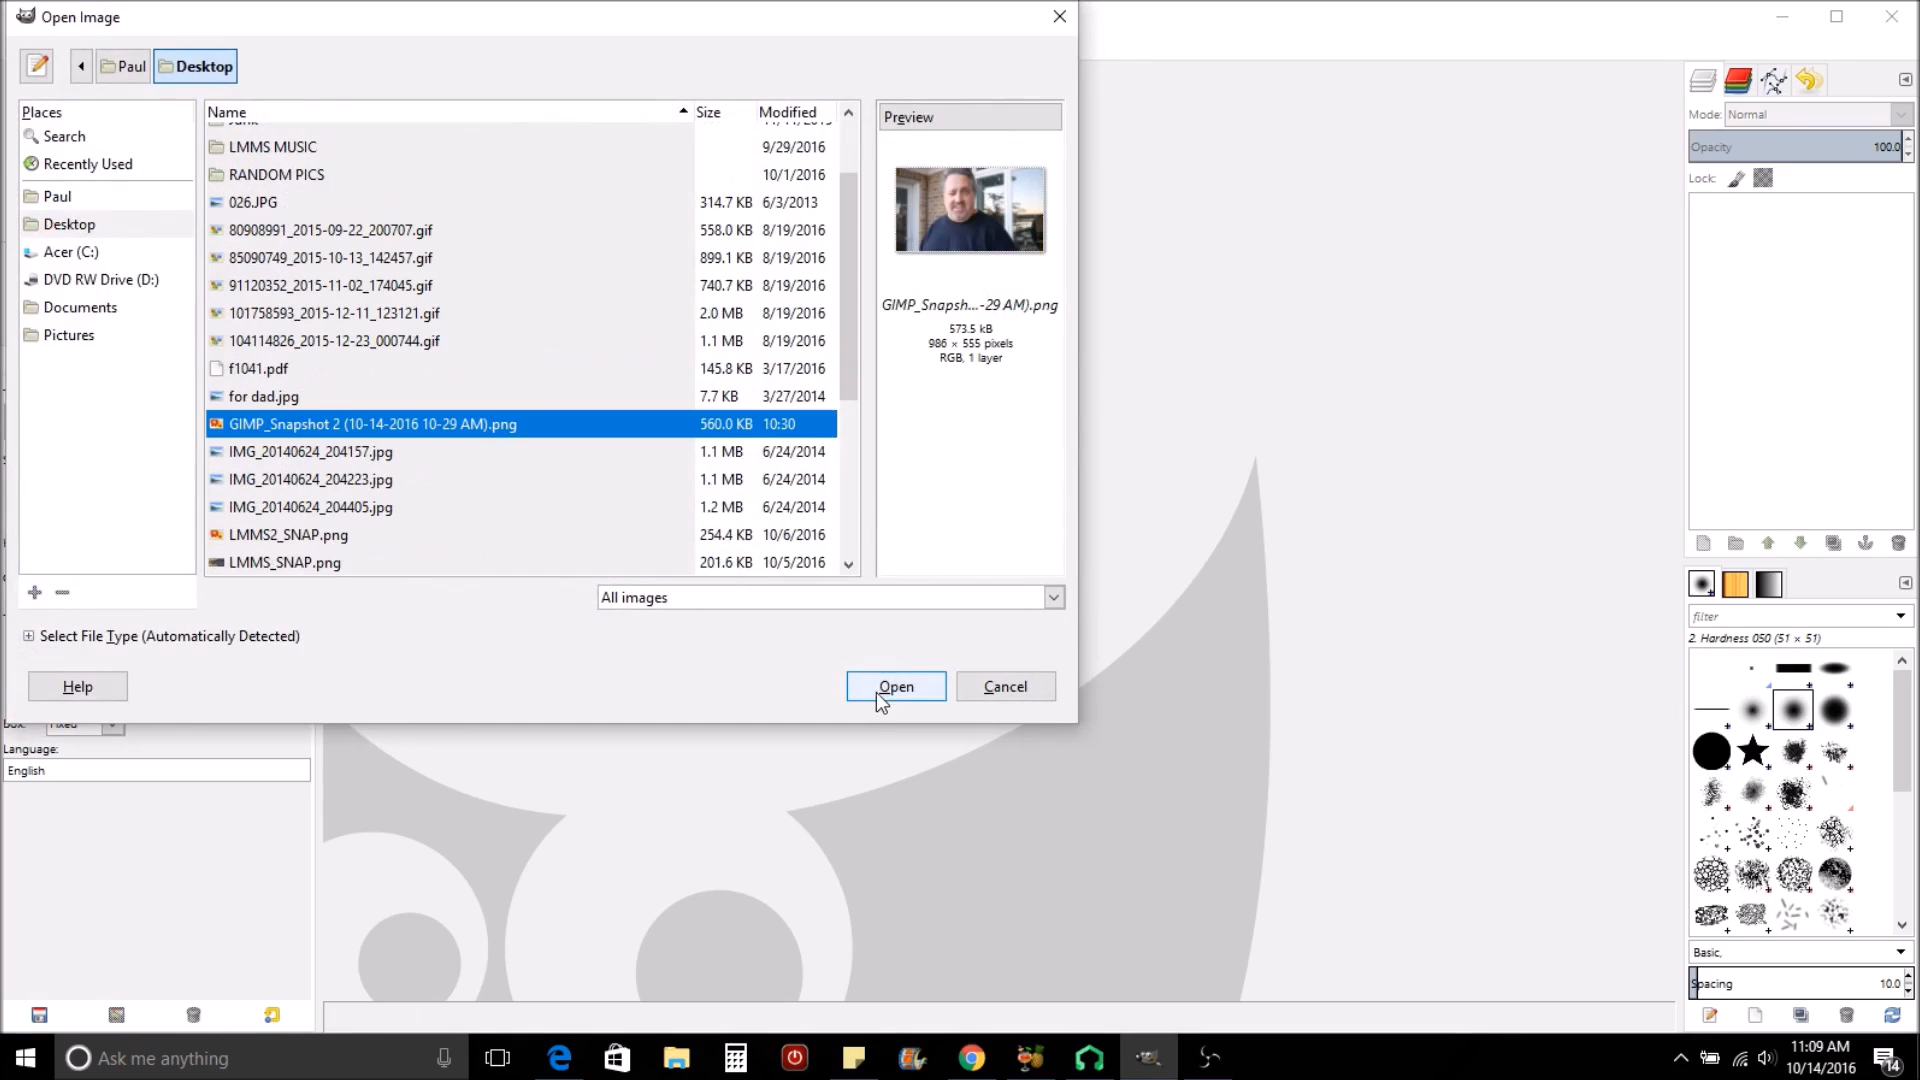 Open Image
Paul
Desktop
Places
Search
Recently Used
Paul
Desktop
Acer (C:)
DVD RW Drive (D:)
Documents
Pictures
Name Size Modified
LMMS MUSIC 9/29/2016
RANDOM PICS 10/1/2016
026.JPG 314.7 KB 6/3/2013
80908991_2015-09-22_200707.gif 558.0 KB 8/19/2016
85090749_2015-10-13_142457.gif 899.1 KB 8/19/2016
91120352_2015-11-02_174045.gif 740.7 KB 8/19/2016
101758593_2015-12-11_123121.gif 2.0 MB 8/19/2016
104114826_2015-12-23_000744.gif 1.1 MB 8/19/2016
f1041.pdf 145.8 KB 3/17/2016
for dad.jpg 7.7 KB 3/27/2014
GIMP_Snapshot 2 (10-14-2016 10-29 AM).png 560.0 KB 10:30
IMG_20140624_204157.jpg 1.1 MB 6/24/2014
IMG_20140624_204223.jpg 1.1 MB 6/24/2014
IMG_20140624_204405.jpg 1.2 MB 6/24/2014
LMMS2_SNAP.png 254.4 KB 10/6/2016
LMMS_SNAP.png 201.6 KB 10/5/2016
Preview
GIMP_Snapsh...-29 AM).png
573.5 kB
986 × 555 pixels
RGB, 1 layer
All images
Select File Type (Automatically Detected)
Help
Open
Cancel
Language:
English
Mode: Normal
Opacity 100.0
Lock:
filter
2. Hardness 050 (51 × 51)
Basic,
Spacing 10.0
Ask me anything
11:09 AM
10/14/2016
14